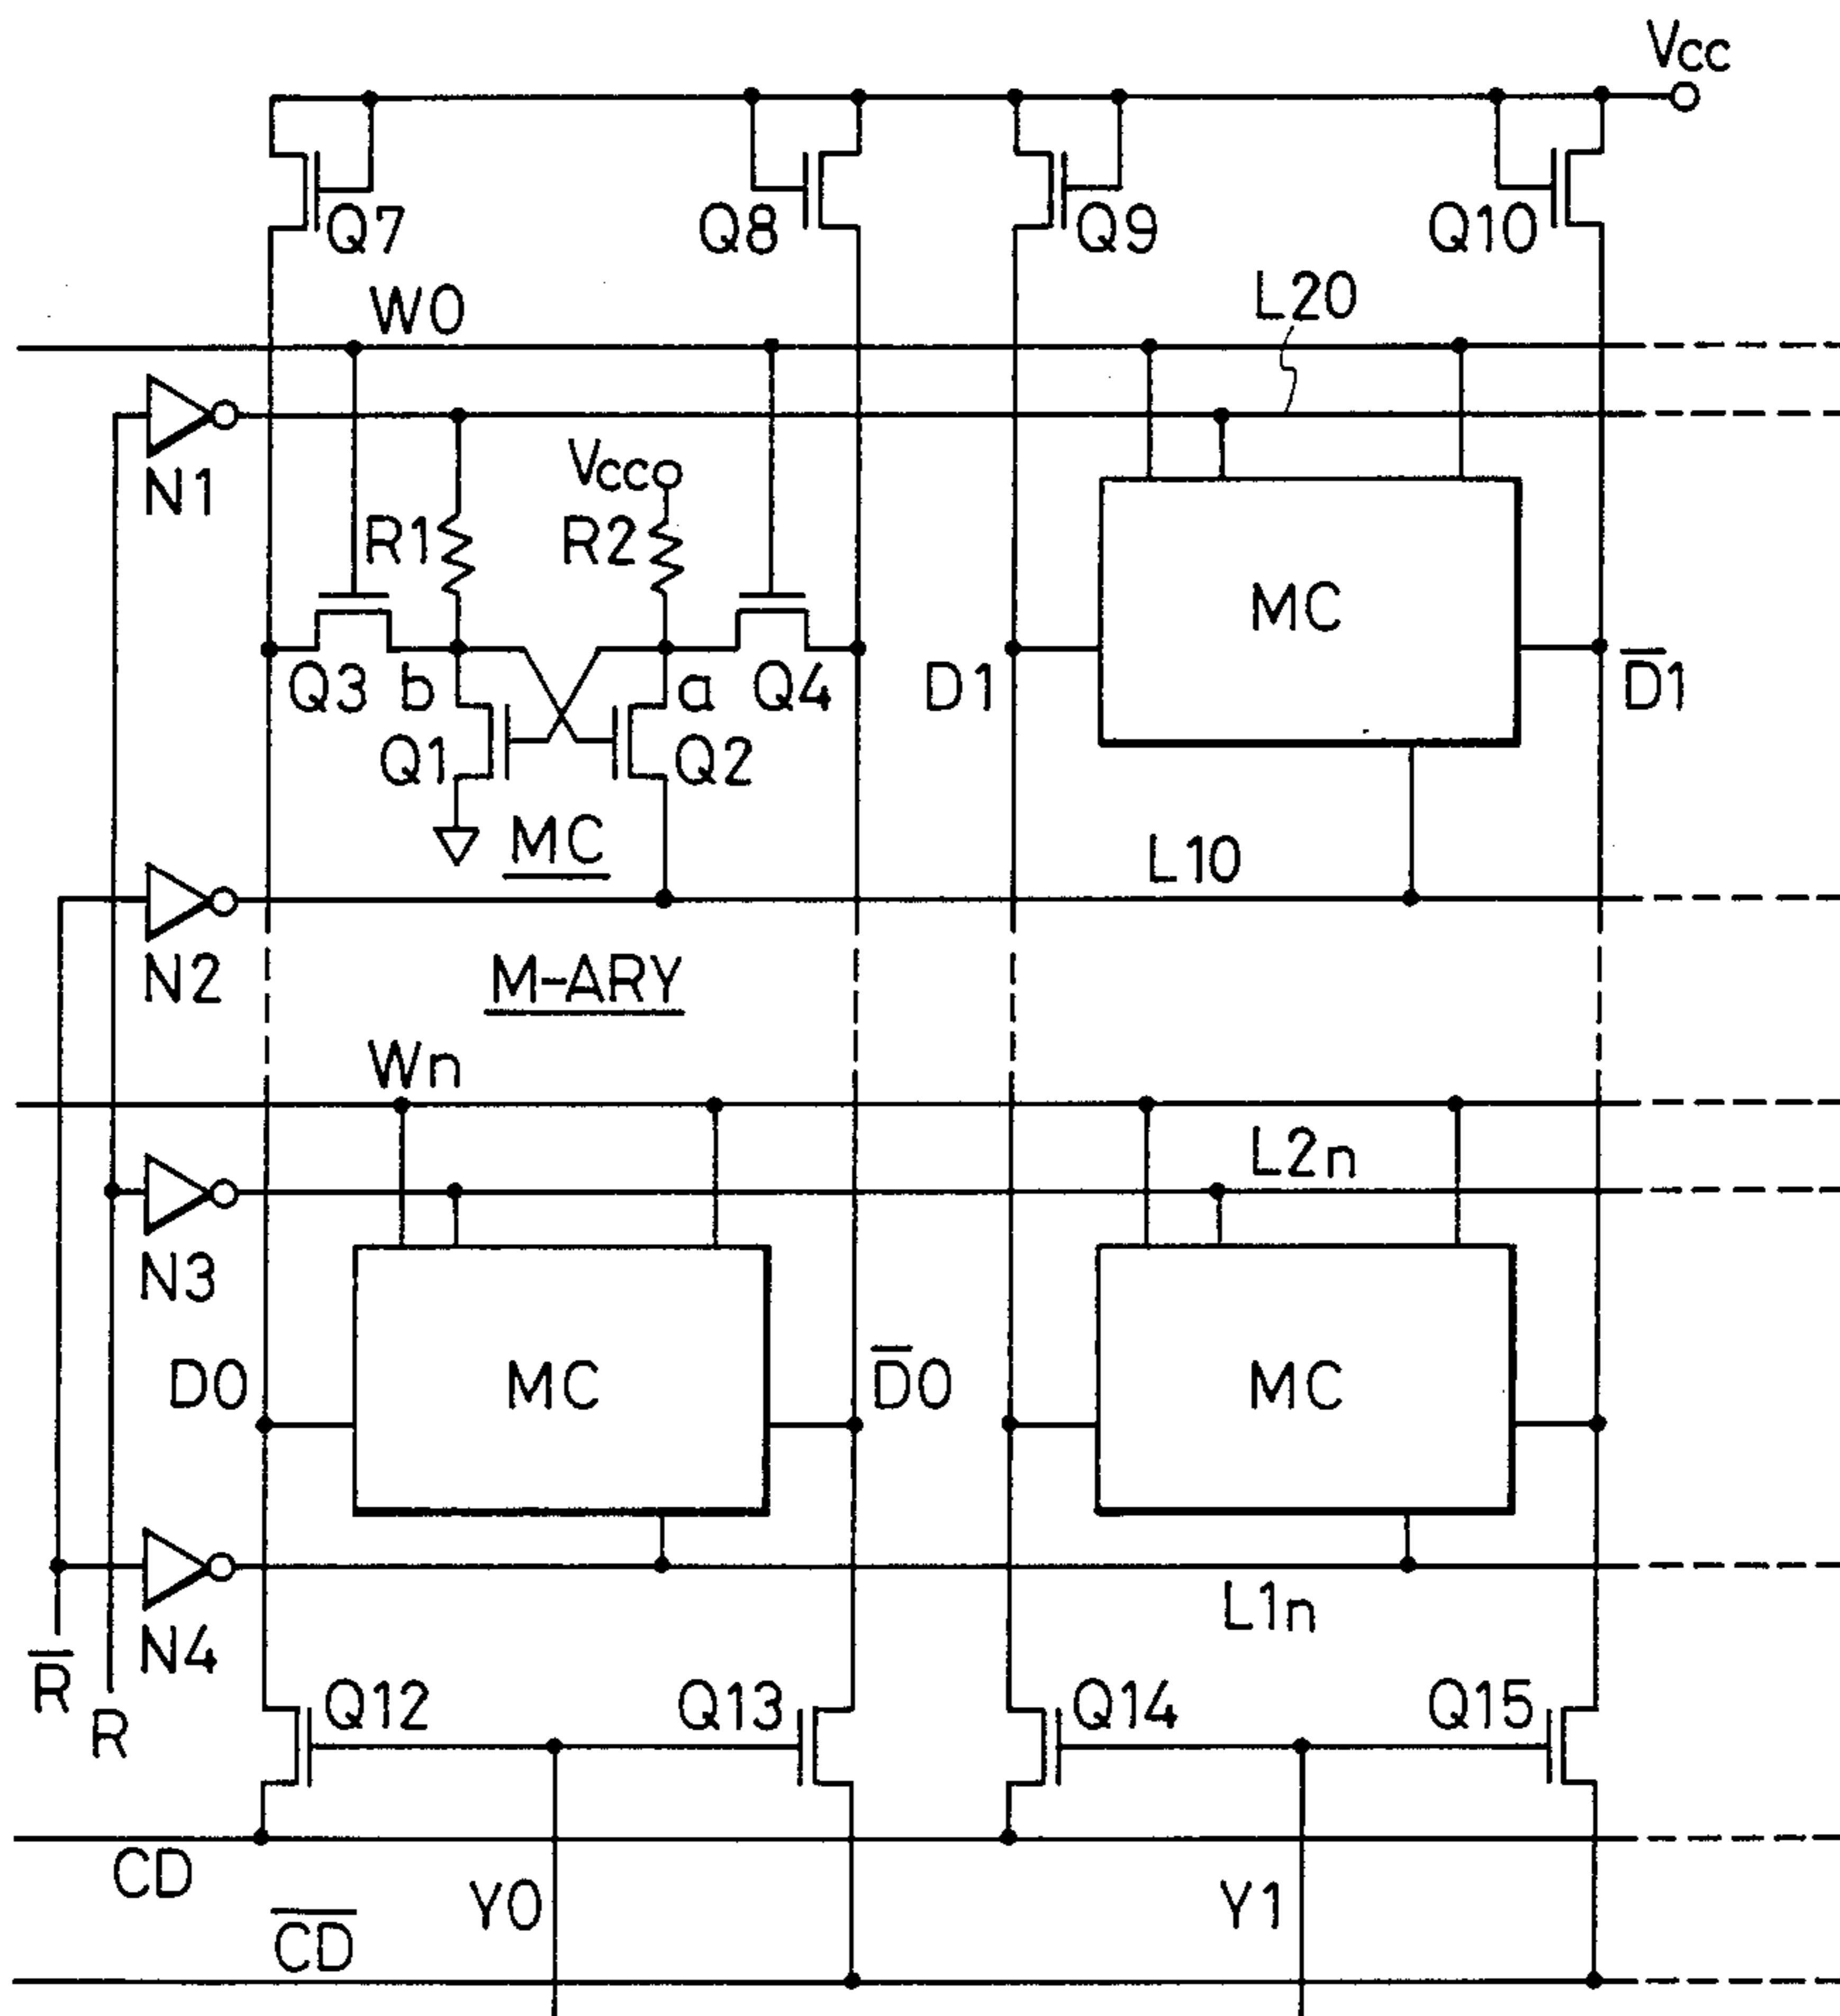 Vcc
Q7
Q8
Q9
Q10
W0
L20
N1
Vcc
R1
R2
MC
Q3
b
a
Q4
D1
D̅1
Q1
Q2
MC
L10
N2
M-ARY
Wn
L2n
N3
D0
MC
D̅0
MC
L1n
N4
R̅
R
Q12
Q13
Q14
Q15
CD
Y0
Y1
C̅D̅